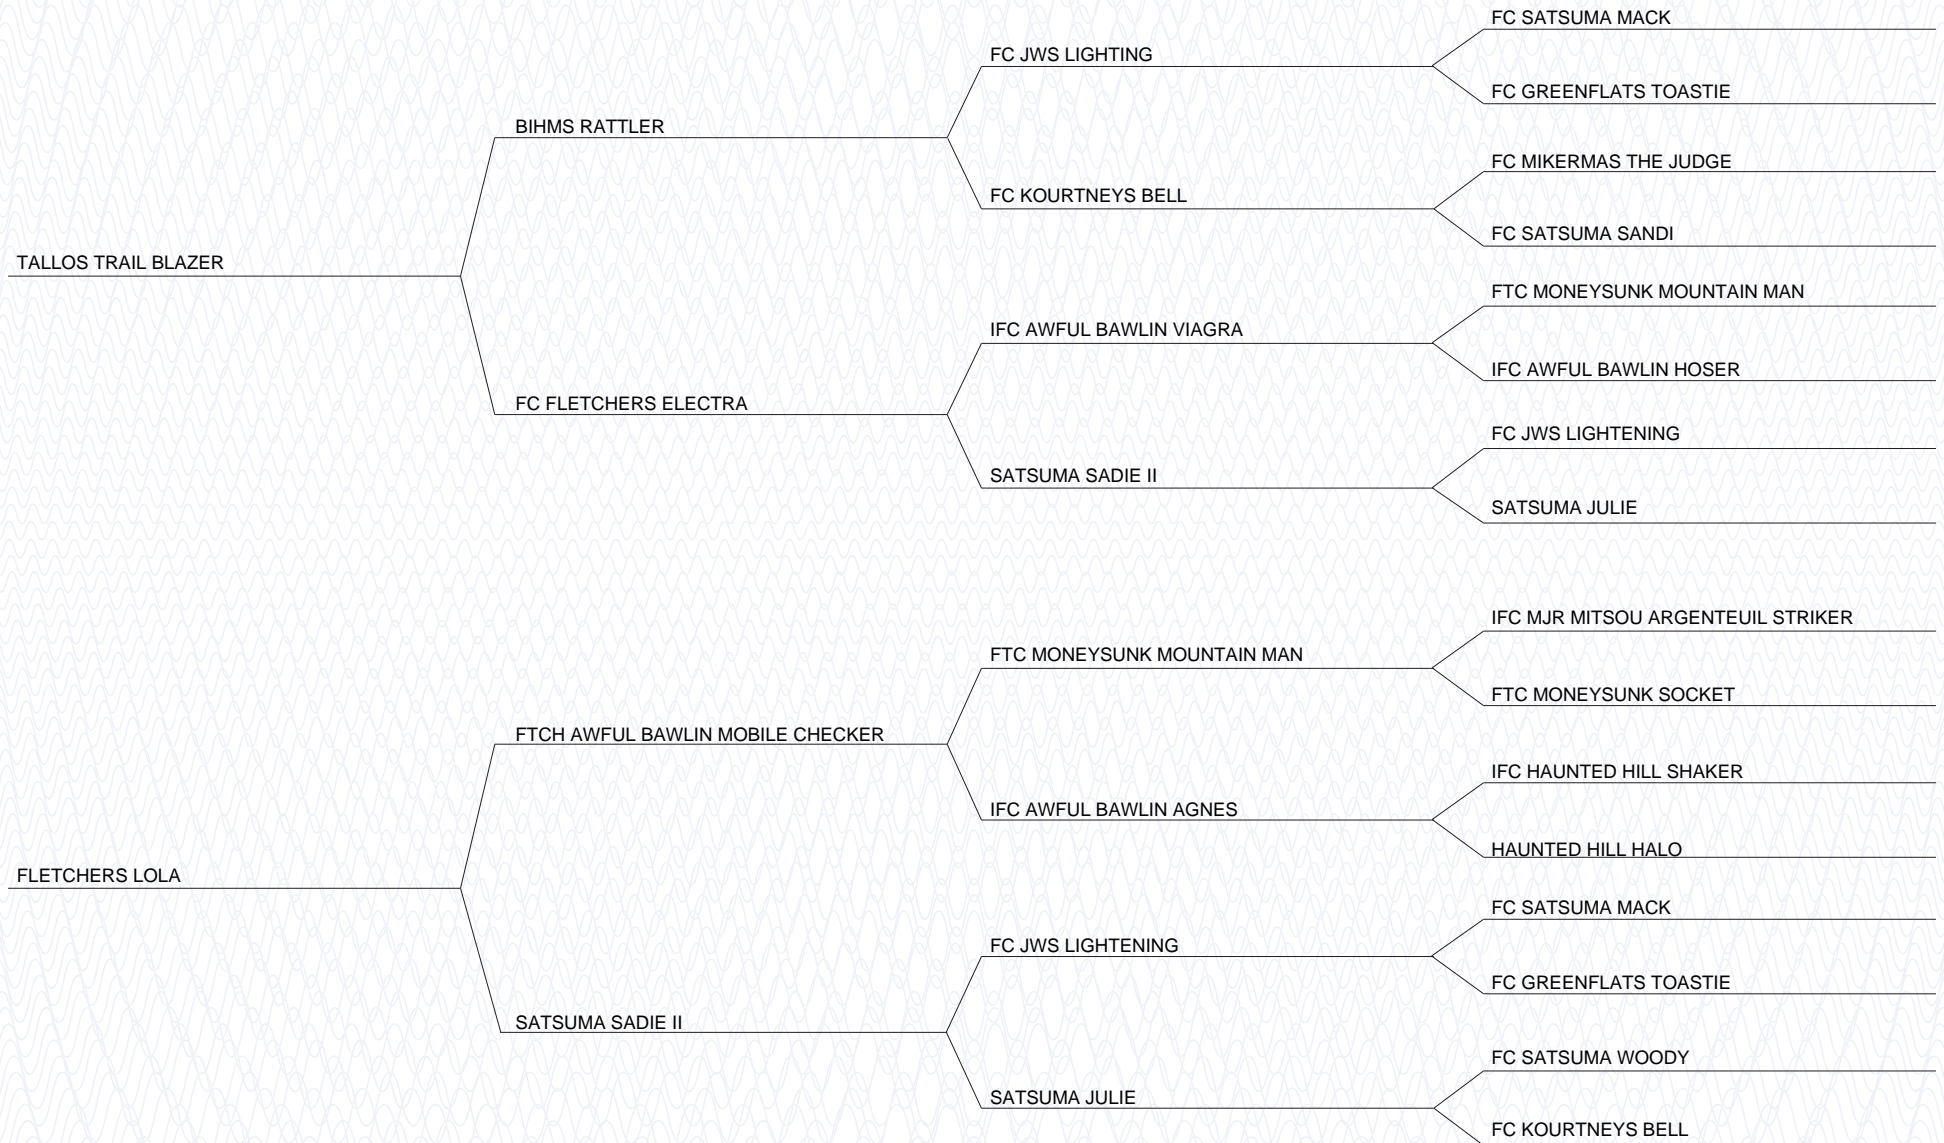 FC SATSUMA MACK
FC JWS LIGHTING
FC GREENFLATS TOASTIE
BIHMS RATTLER
FC MIKERMAS THE JUDGE
FC KOURTNEYS BELL
FC SATSUMA SANDI
TALLOS TRAIL BLAZER
FTC MONEYSUNK MOUNTAIN MAN
IFC AWFUL BAWLIN VIAGRA
IFC AWFUL BAWLIN HOSER
FC FLETCHERS ELECTRA
FC JWS LIGHTENING
SATSUMA SADIE II
SATSUMA JULIE
IFC MJR MITSOU ARGENTEUIL STRIKER
FTC MONEYSUNK MOUNTAIN MAN
FTC MONEYSUNK SOCKET
FTCH AWFUL BAWLIN MOBILE CHECKER
IFC HAUNTED HILL SHAKER
IFC AWFUL BAWLIN AGNES
HAUNTED HILL HALO
FLETCHERS LOLA
FC SATSUMA MACK
FC JWS LIGHTENING
FC GREENFLATS TOASTIE
SATSUMA SADIE II
FC SATSUMA WOODY
SATSUMA JULIE
FC KOURTNEYS BELL